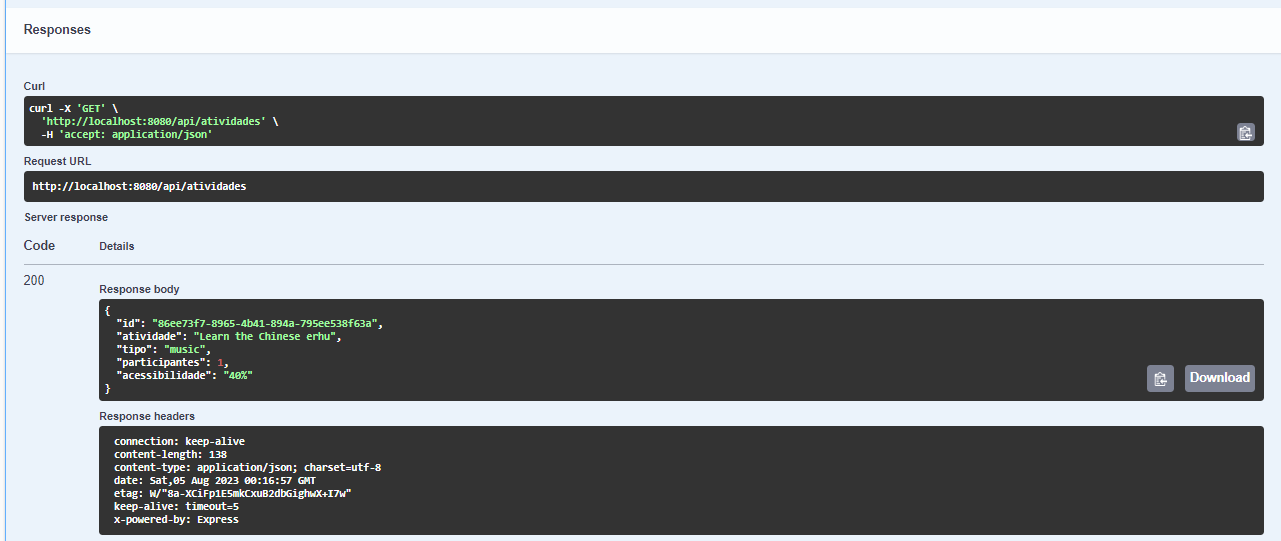 Responses
Curl
curl -X 'GET' \
  'http://localhost:8080/api/atividades' \
  -H 'accept: application/json'
Request URL
http://localhost:8080/api/atividades
Server response
Code Details
200
Response body
{
  "id": "86ee73f7-8965-4b41-894a-795ee538f63a",
  "atividade": "Learn the Chinese erhu",
  "tipo": "music",
  "participantes": 1,
  "acessibilidade": "40%"
}
Download
Response headers
connection: keep-alive
content-length: 138
content-type: application/json; charset=utf-8
date: Sat,05 Aug 2023 00:16:57 GMT
etag: W/"8a-XCiFp1E5mkCxuB2dbGighwX+I7w"
keep-alive: timeout=5
x-powered-by: Express